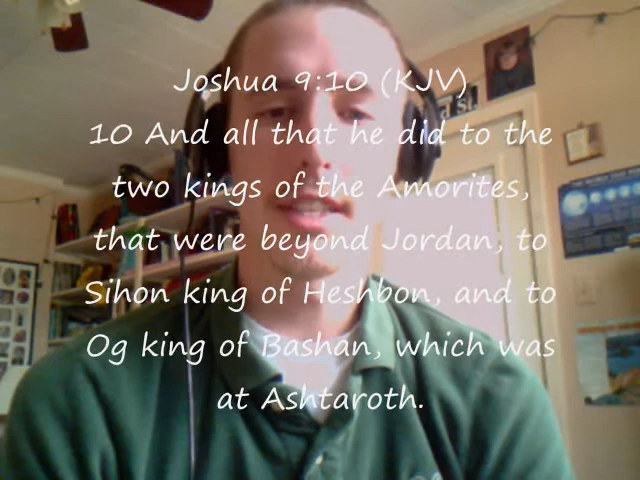 Joshua 9:10 (KJV)
10 And all that he did to the
two kings of the Amorites,
that were beyond Jordan, to
Sihon king of Heshbon, and to
Og king of Bashan, which was
at Ashtaroth.
d St.